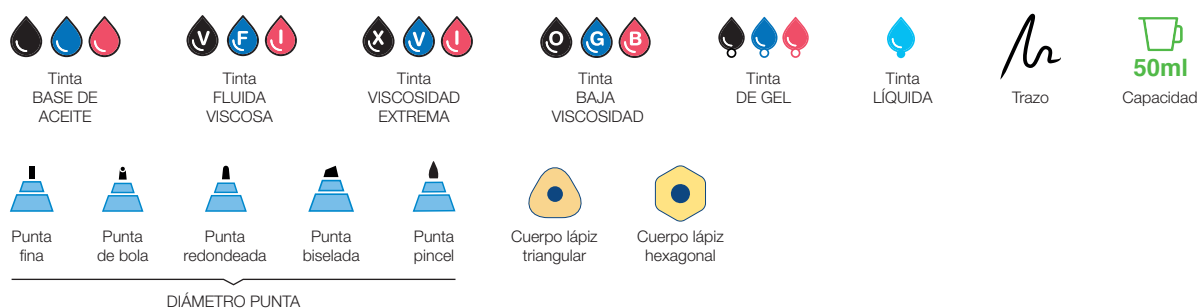 V F I
X V I
O G B
50ml
Tinta
BASE DE
ACEITE
Tinta
FLUIDA
VISCOSA
Tinta
VISCOSIDAD
EXTREMA
Tinta
BAJA
VISCOSIDAD
Tinta
DE GEL
Tinta
LÍQUIDA
Trazo
Capacidad
Punta
fina
Punta
de bola
Punta
redondeada
Punta
biselada
Punta
pincel
Cuerpo lápiz
triangular
Cuerpo lápiz
hexagonal
DIÁMETRO PUNTA